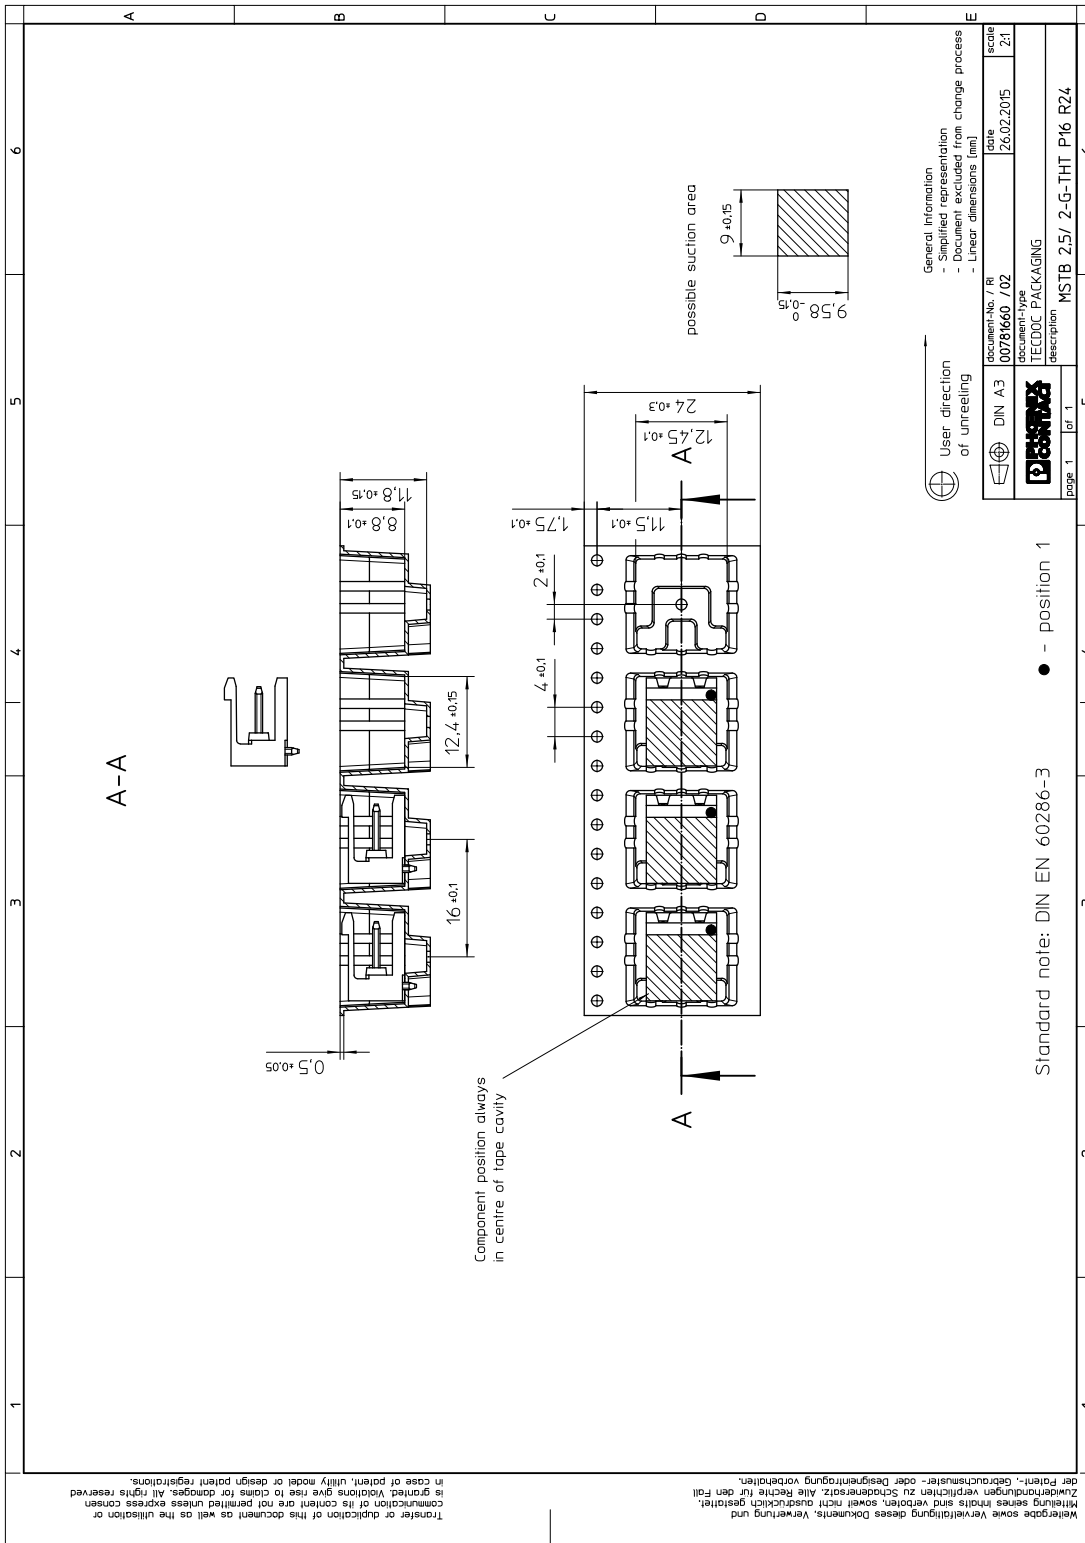 1
2
3
4
5
6
A
B
C
D
E
A-A
0,5 ±0,05
16 ±0,1
12,4 ±0,15
8,8 ±0,1
11,8 ±0,15
Component position always
in centre of tape cavity
4 ±0,1
2 ±0,1
1,75 ±0,1
11,5 ±0,1
12,45 ±0,1
24 ±0,3
A
A
possible suction area
9 ±0,15
9,58 0 -0,15
Standard note: DIN EN 60286-3
● - position 1
User direction
of unreeling
General Information
- Simplified representation
- Document excluded from change process
- Linear dimensions [mm]
DIN A3
document-No. / RI
00781660 / 02
date
26.02.2015
scale
2:1
PHOENIX
CONTACT
document-type
TECDOC PACKAGING
page 1
of 1
description
MSTB 2,5/ 2-G-THT P16 R24
Transfer or duplication of this document as well as the utilisation or
communication of its content are not permitted unless express consen
is granted. Violations give rise to claims for damages. All rights reserved
in case of patent, utility model or design patent registrations.
Weitergabe sowie Vervielfältigung dieses Dokuments, Verwertung und
Mitteilung seines Inhalts sind verboten, soweit nicht ausdrücklich gestattet.
Zuwiderhandlungen verpflichten zu Schadenersatz. Alle Rechte für den Fall
der Patent-, Gebrauchsmuster- oder Designeintragung vorbehalten.